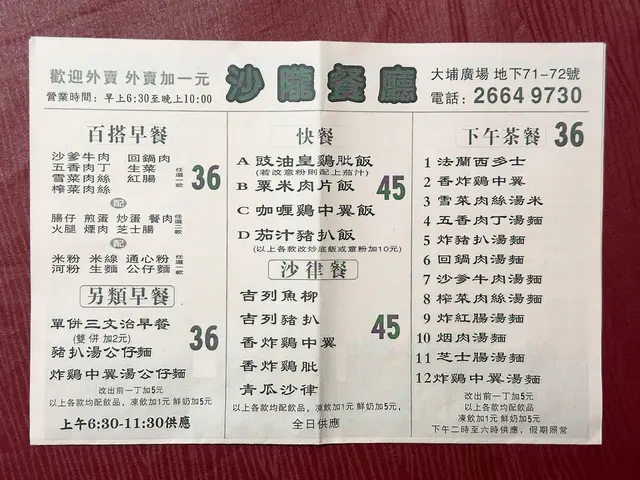 歡迎外賣 外賣加一元
營業時間：早上6:30至晚上10:00
沙嚨餐廳
大埔廣場 地下71-72號
電話：2664 9730
百搭早餐
沙爹牛肉 回鍋肉
五香肉丁 生菜
雪菜肉絲 紅腸
榨菜肉絲
任選一款
36
配
腸仔 煎蛋 炒蛋 餐肉
火腿 煙肉 芝士腸
任選二款
配
米粉 米線 通心粉
河粉 生麵 公仔麵
任選一款
另類早餐
單併三文治早餐
(雙併加2元)
豬扒湯公仔麵
炸鷄中翼湯公仔麵
36
改出前一丁加5元
以上各款均配飲品，凍飲加1元 鮮奶加5元
上午6:30-11:30供應
快餐
A 豉油皇鷄肶飯
(若改意粉則配上茄汁)
B 粟米肉片飯
C 咖喱鷄中翼飯
D 茄汁豬扒飯
45
(以上各款改炒底飯或意粉加10元)
沙律餐
吉列魚柳
吉列豬扒
香炸鷄中翼
香炸鷄肶
青瓜沙律
45
以上各款均配飲品，凍飲加1元 鮮奶加5元，
全日供應
下午茶餐 36
1 法蘭西多士
2 香炸鷄中翼
3 雪菜肉絲湯米
4 五香肉丁湯麵
5 炸豬扒湯麵
6 回鍋肉湯麵
7 沙爹牛肉湯麵
8 榨菜肉絲湯麵
9 炸紅腸湯麵
10 烟肉湯麵
11 芝士腸湯麵
12 炸鷄中翼湯麵
改出前一丁加5元
以上各款均配飲品
凍飲加1元 鮮奶加5元
下午二時至六時供應，假期照常